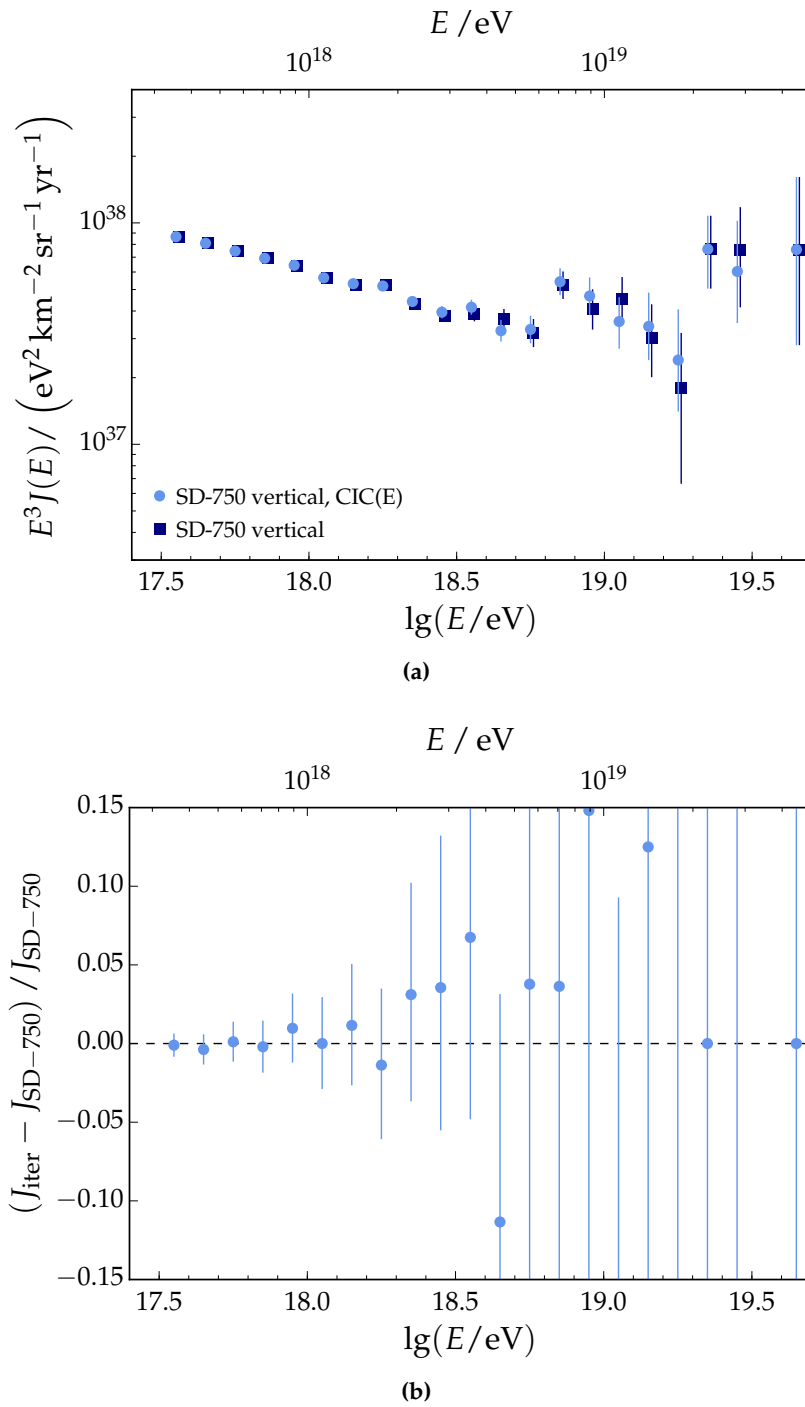 E / eV
10^18 10^19
E^3 J(E) / (eV^2 km^−2 sr^−1 yr^−1)
10^38
10^37
SD-750 vertical, CIC(E)
SD-750 vertical
17.5 18.0 18.5 19.0 19.5
lg(E/eV)
(a)
E / eV
10^18 10^19
(J_iter − J_SD−750) / J_SD−750
0.15
0.10
0.05
0.00
−0.05
−0.10
−0.15
17.5 18.0 18.5 19.0 19.5
lg(E/eV)
(b)